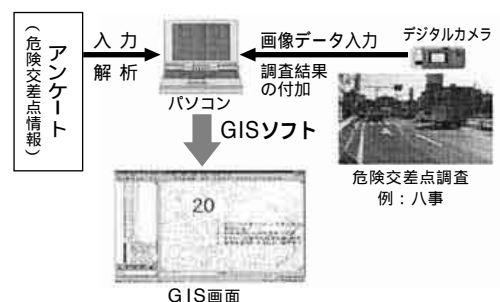 アンケート
（危険交差点情報）
入力
解析
パソコン
画像データ入力
調査結果
の付加
デジタルカメラ
GISソフト
危険交差点調査
例：八事
20
GIS画面